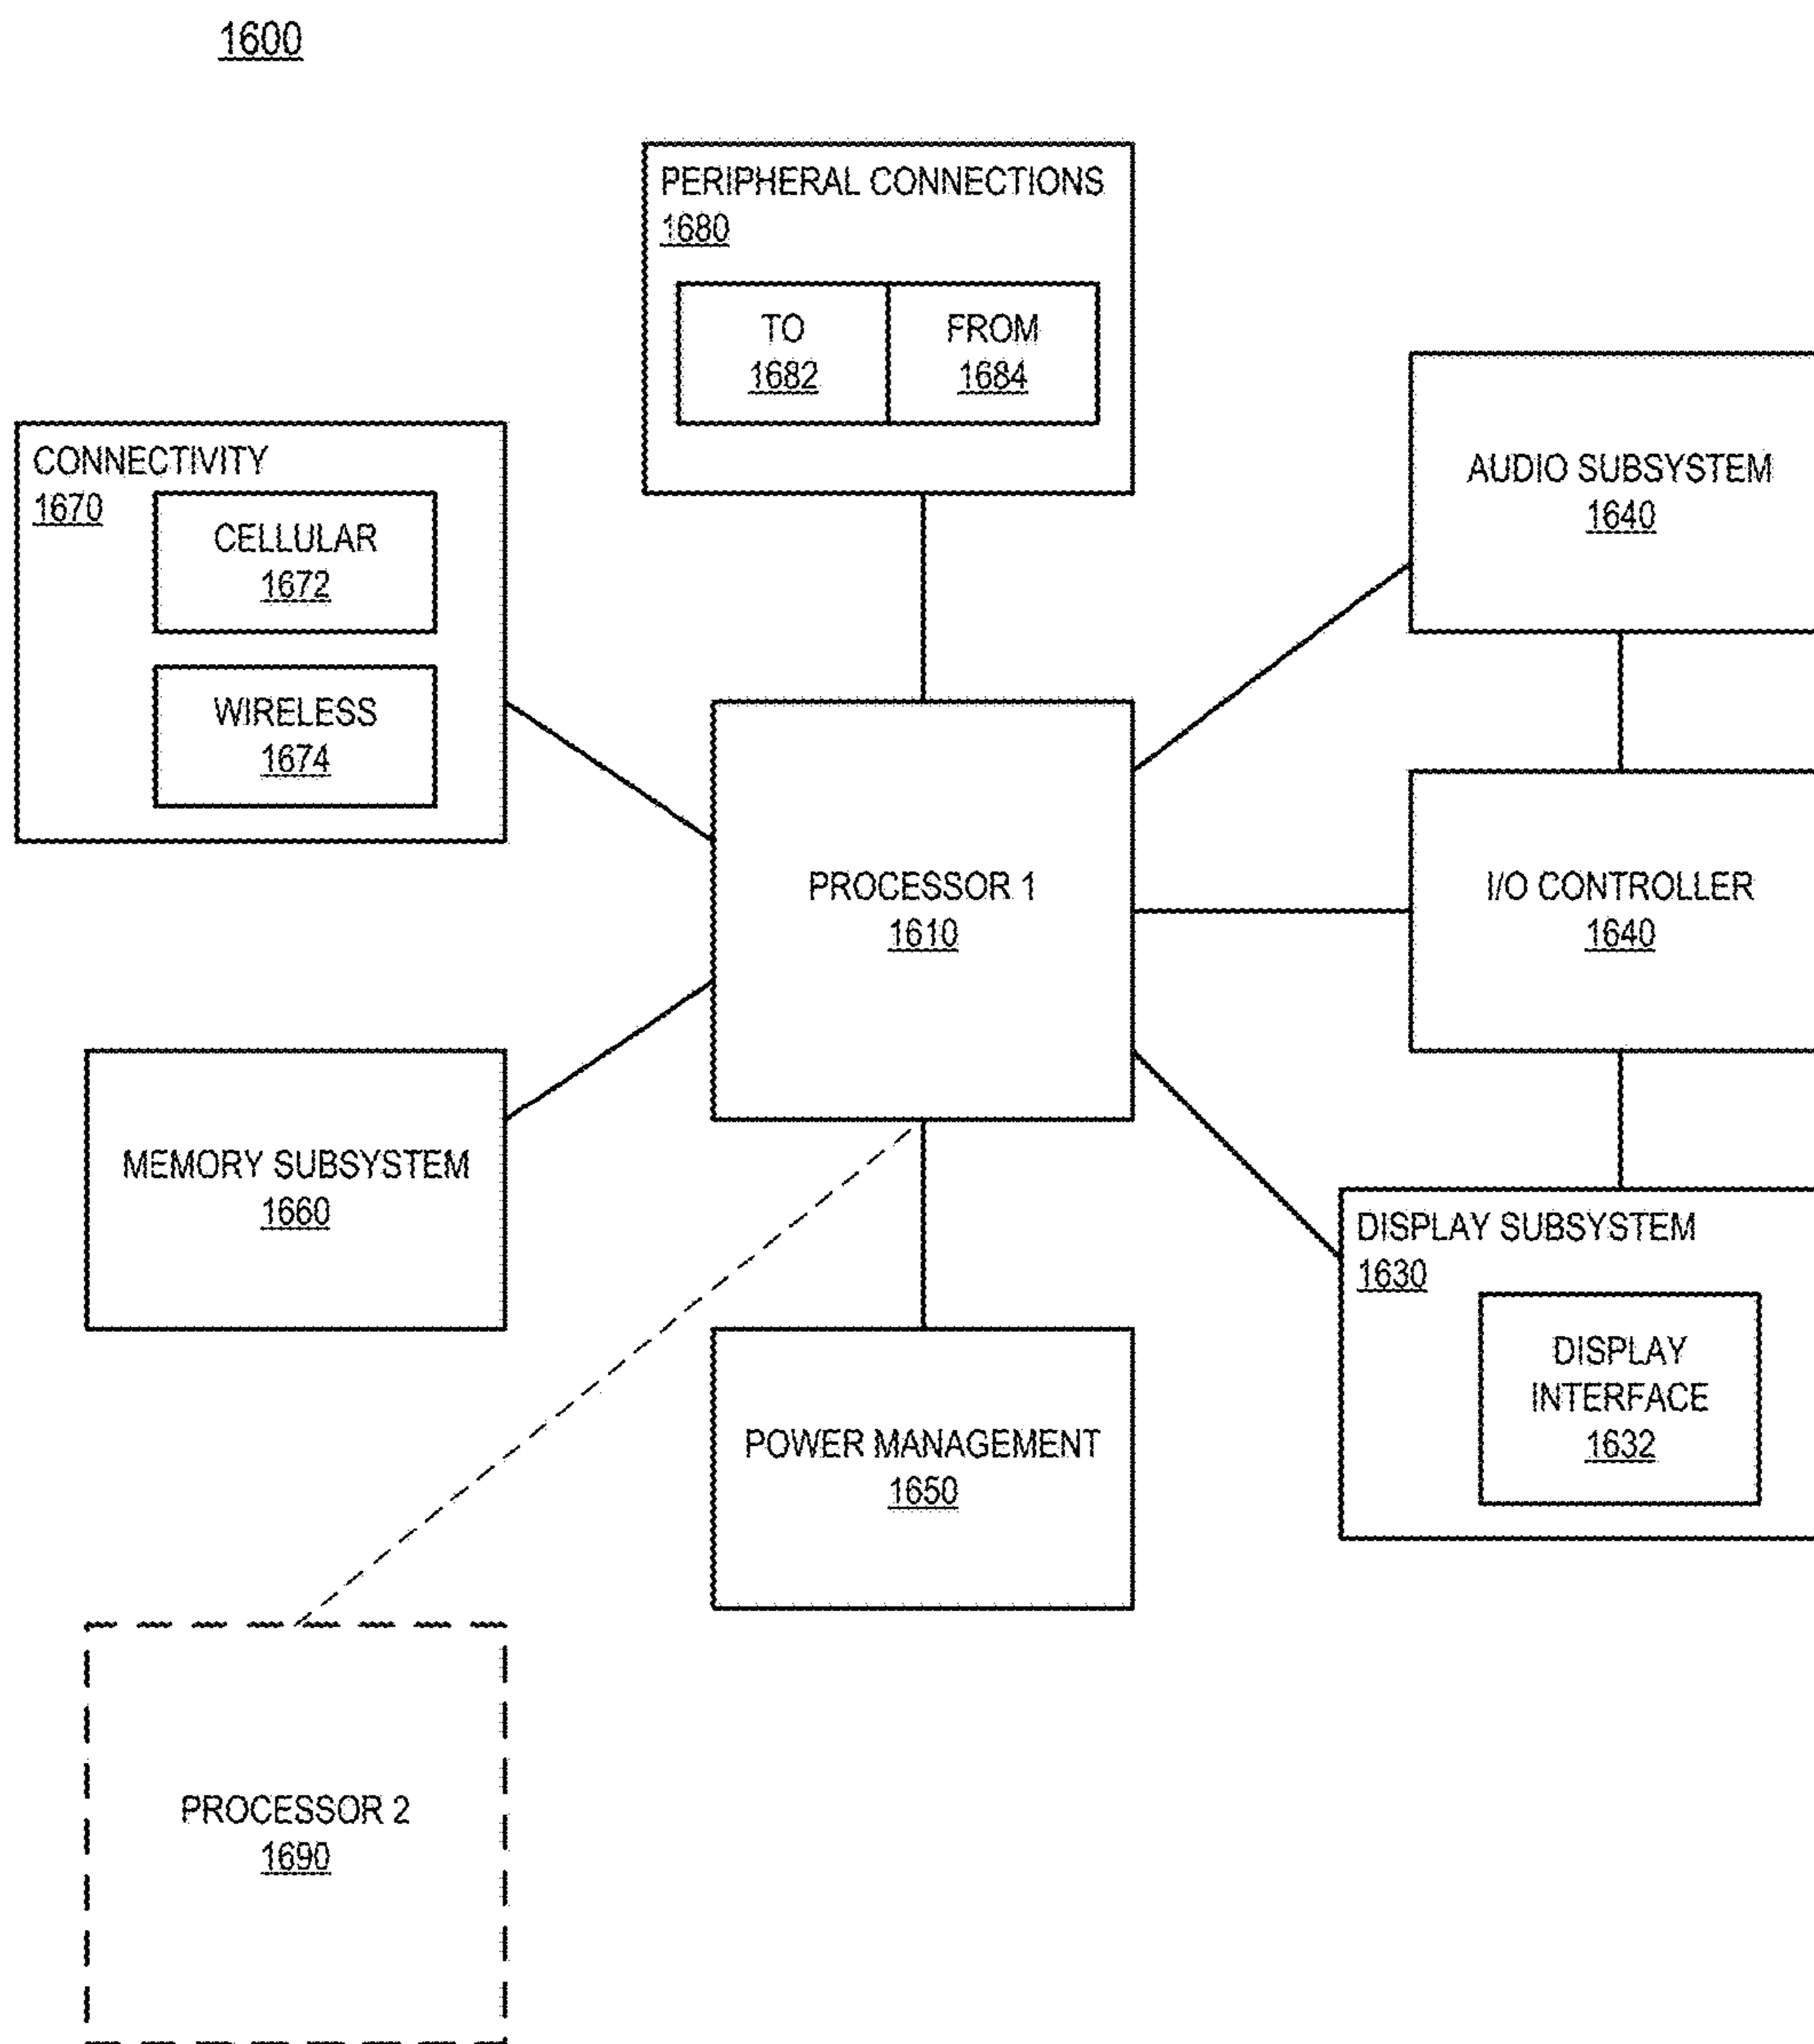 1600
PERIPHERAL CONNECTIONS
1680
TO
1682
FROM
1684
CONNECTIVITY
1670
CELLULAR
1672
WIRELESS
1674
AUDIO SUBSYSTEM
1640
PROCESSOR 1
1610
I/O CONTROLLER
1640
MEMORY SUBSYSTEM
1660
DISPLAY SUBSYSTEM
1630
DISPLAY
INTERFACE
1632
POWER MANAGEMENT
1650
PROCESSOR 2
1690